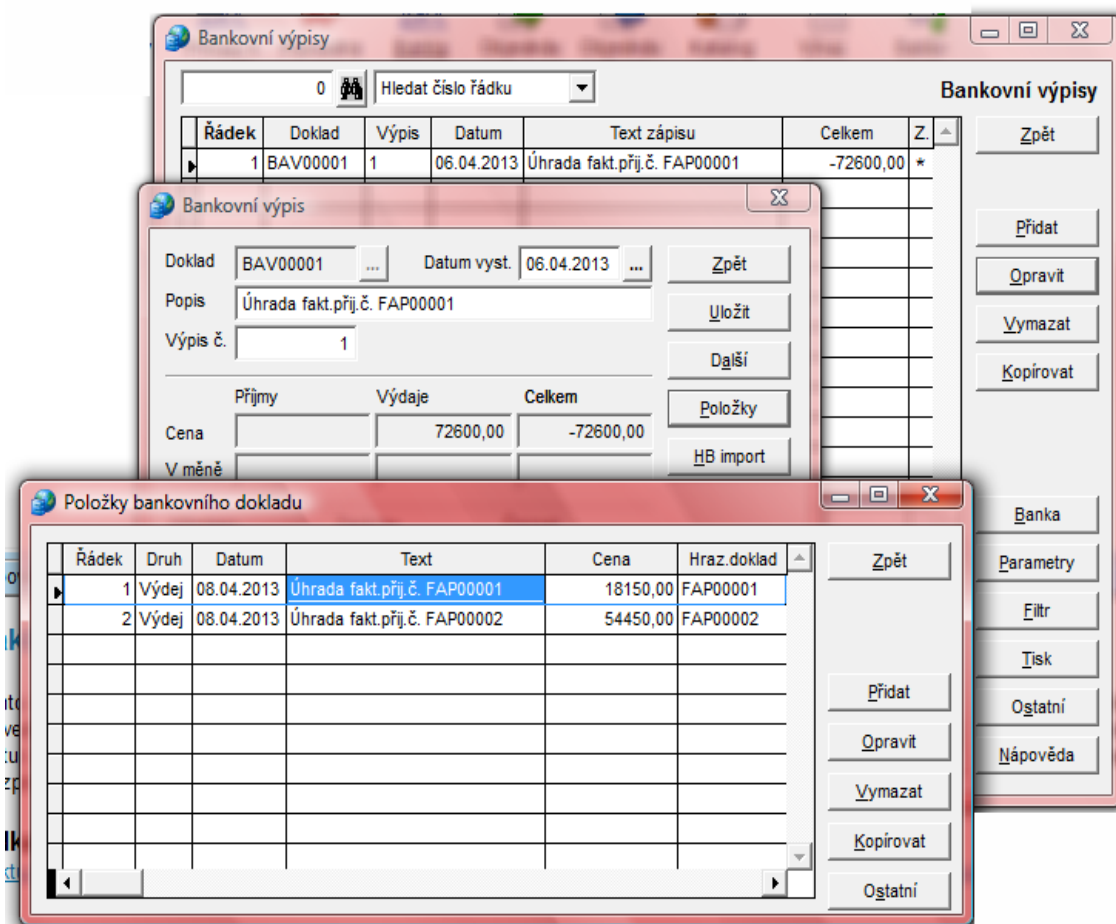 Bankovní výpisy
0 Hledat číslo řádku
Bankovní výpisy
Řádek Doklad Výpis Datum Text zápisu Celkem Z.
1 BAV00001 1 06.04.2013 Úhrada fakt.přij.č. FAP00001 -72600,00 *
Zpět
Přidat
Opravit
Vymazat
Kopírovat
Banka
Parametry
Filtr
Tisk
Ostatní
Nápověda
Bankovní výpis
Doklad BAV00001 ... Datum vyst. 06.04.2013 ...
Popis Úhrada fakt.přij.č. FAP00001
Výpis č. 1
Příjmy Výdaje Celkem
Cena 72600,00 -72600,00
V měně
Zpět
Uložit
Další
Položky
HB import
Položky bankovního dokladu
Řádek Druh Datum Text Cena Hraz.doklad
1 Výdej 08.04.2013 Úhrada fakt.přij.č. FAP00001 18150,00 FAP00001
2 Výdej 08.04.2013 Úhrada fakt.přij.č. FAP00002 54450,00 FAP00002
Zpět
Přidat
Opravit
Vymazat
Kopírovat
Ostatní